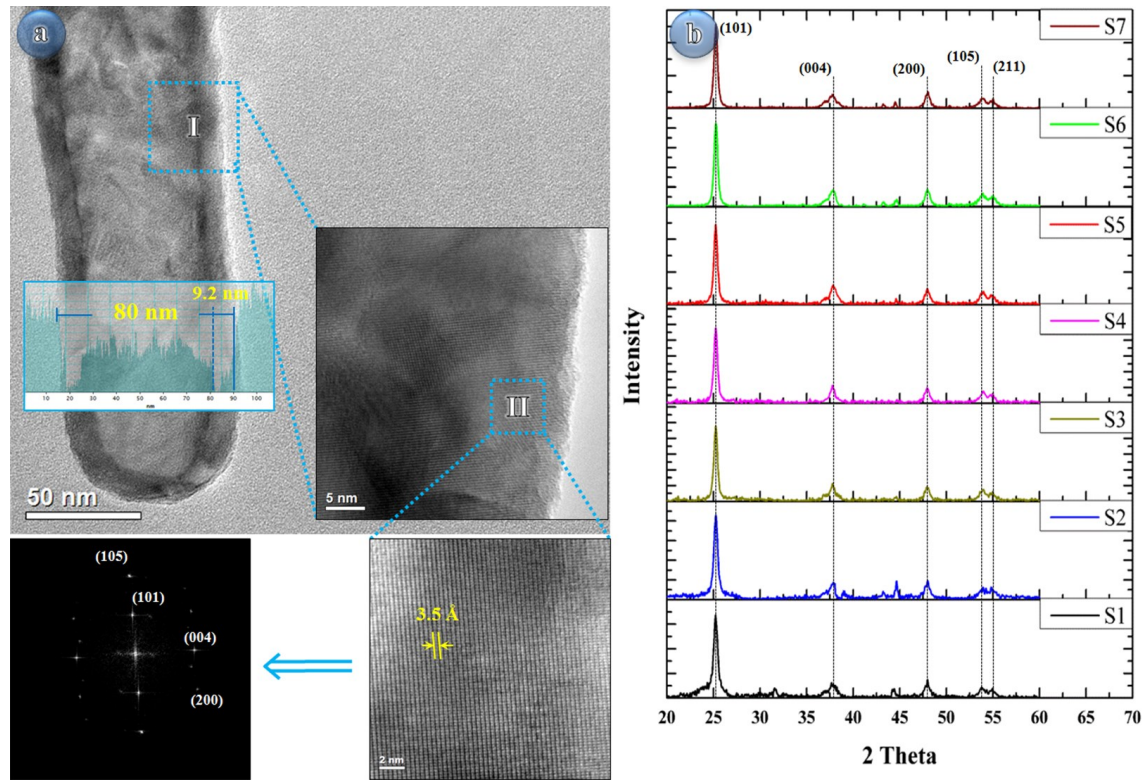 a
I
9.2 nm
80 nm
0 10 20 30 40 50 60 70 80 90 100
nm
50 nm
II
5 nm
(105)
(101)
(004)
(200)
3.5 Å
2 nm
b
(101)
(004)
(200)
(105)
(211)
S7
S6
S5
S4
S3
S2
S1
Intensity
20 25 30 35 40 45 50 55 60 65 70
2 Theta